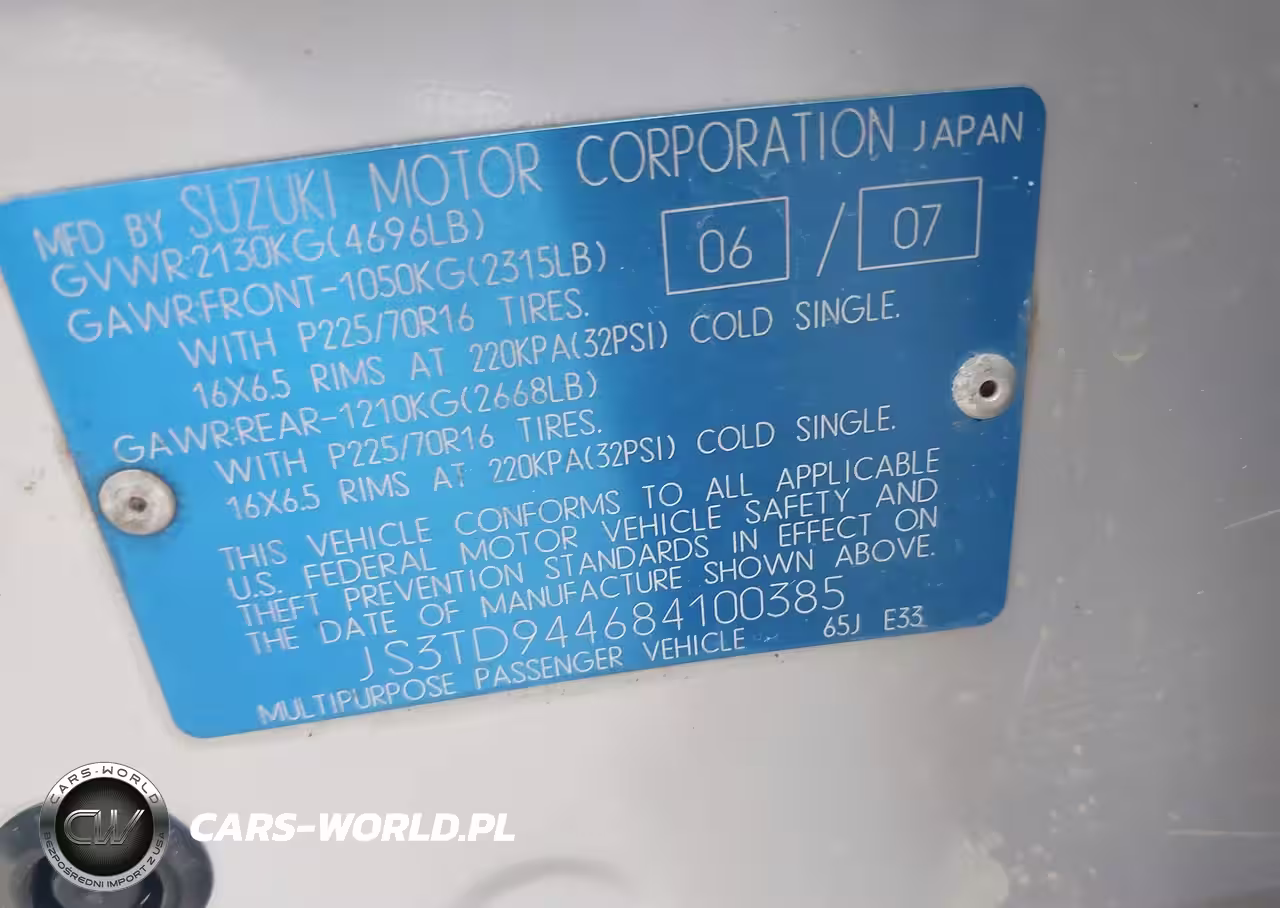 MFD BY SUZUKI MOTOR CORPORATION JAPAN
GVWR:2130KG(4696LB)
06 / 07
GAWR:FRONT-1050KG(2315LB)
WITH P225/70R16 TIRES.
16X6.5 RIMS AT 220KPA(32PSI) COLD SINGLE.
GAWR:REAR-1210KG(2668LB)
WITH P225/70R16 TIRES.
16X6.5 RIMS AT 220KPA(32PSI) COLD SINGLE.
THIS VEHICLE CONFORMS TO ALL APPLICABLE
U.S. FEDERAL MOTOR VEHICLE SAFETY AND
THEFT PREVENTION STANDARDS IN EFFECT ON
THE DATE OF MANUFACTURE SHOWN ABOVE.
JS3TD944684100385
MULTIPURPOSE PASSENGER VEHICLE 65J E33
CARS-WORLD
CW
BEZPOŚREDNI IMPORT Z USA
CARS-WORLD.PL